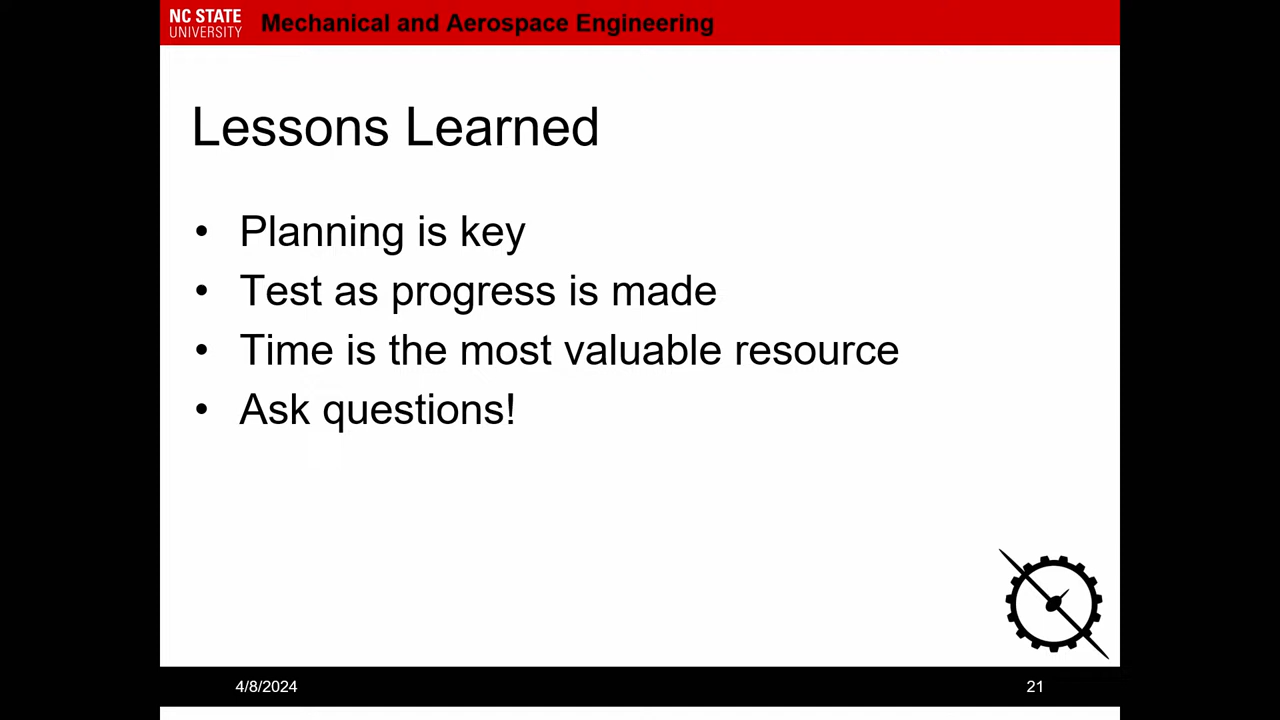 NC STATE
UNIVERSITY
Mechanical and Aerospace Engineering
Lessons Learned
• Planning is key
• Test as progress is made
• Time is the most valuable resource
• Ask questions!
4/8/2024
21